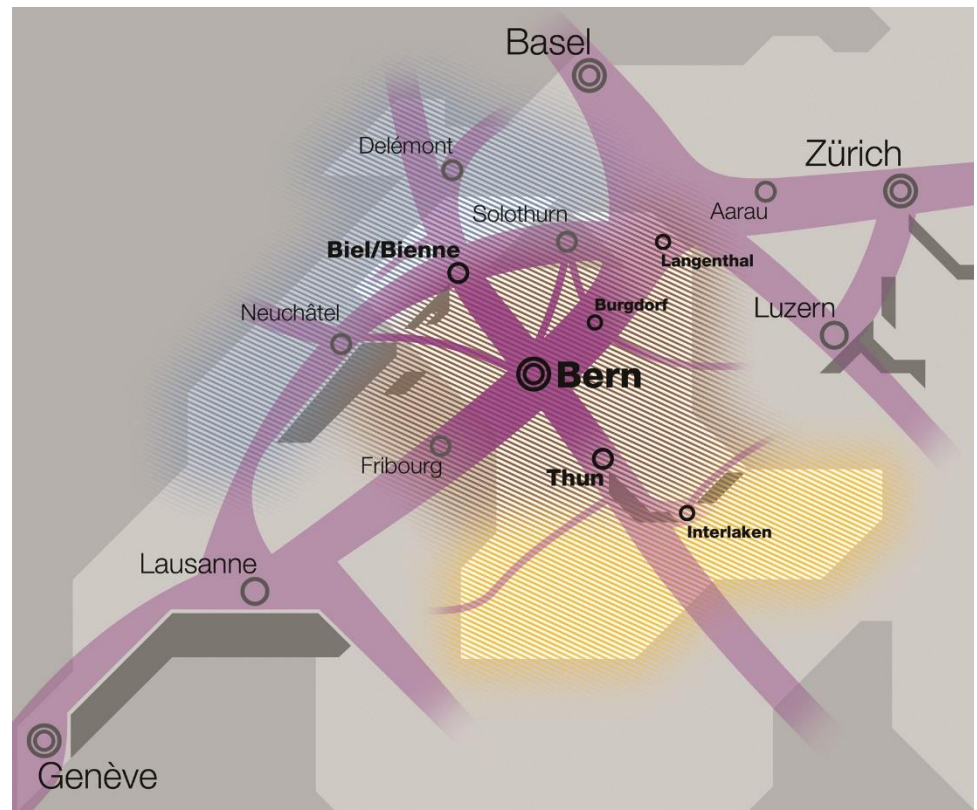 Basel
Delémont
Zürich
Solothurn
Aarau
Biel/Bienne
Langenthal
Neuchâtel
Burgdorf
Luzern
Bern
Fribourg
Thun
Interlaken
Lausanne
Genève